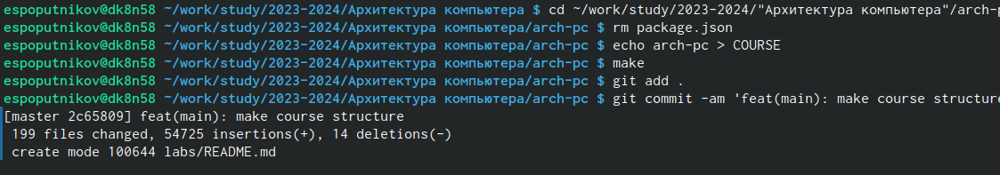 espoputnikov@dk8n58 ~/work/study/2023-2024/Архитектура компьютера $ cd ~/work/study/2023-2024/"Архитектура компьютера"/arch-p
espoputnikov@dk8n58 ~/work/study/2023-2024/Архитектура компьютера/arch-pc $ rm package.json
espoputnikov@dk8n58 ~/work/study/2023-2024/Архитектура компьютера/arch-pc $ echo arch-pc > COURSE
espoputnikov@dk8n58 ~/work/study/2023-2024/Архитектура компьютера/arch-pc $ make
espoputnikov@dk8n58 ~/work/study/2023-2024/Архитектура компьютера/arch-pc $ git add .
espoputnikov@dk8n58 ~/work/study/2023-2024/Архитектура компьютера/arch-pc $ git commit -am 'feat(main): make course structure
[master 2c65809] feat(main): make course structure
199 files changed, 54725 insertions(+), 14 deletions(-)
create mode 100644 labs/README.md